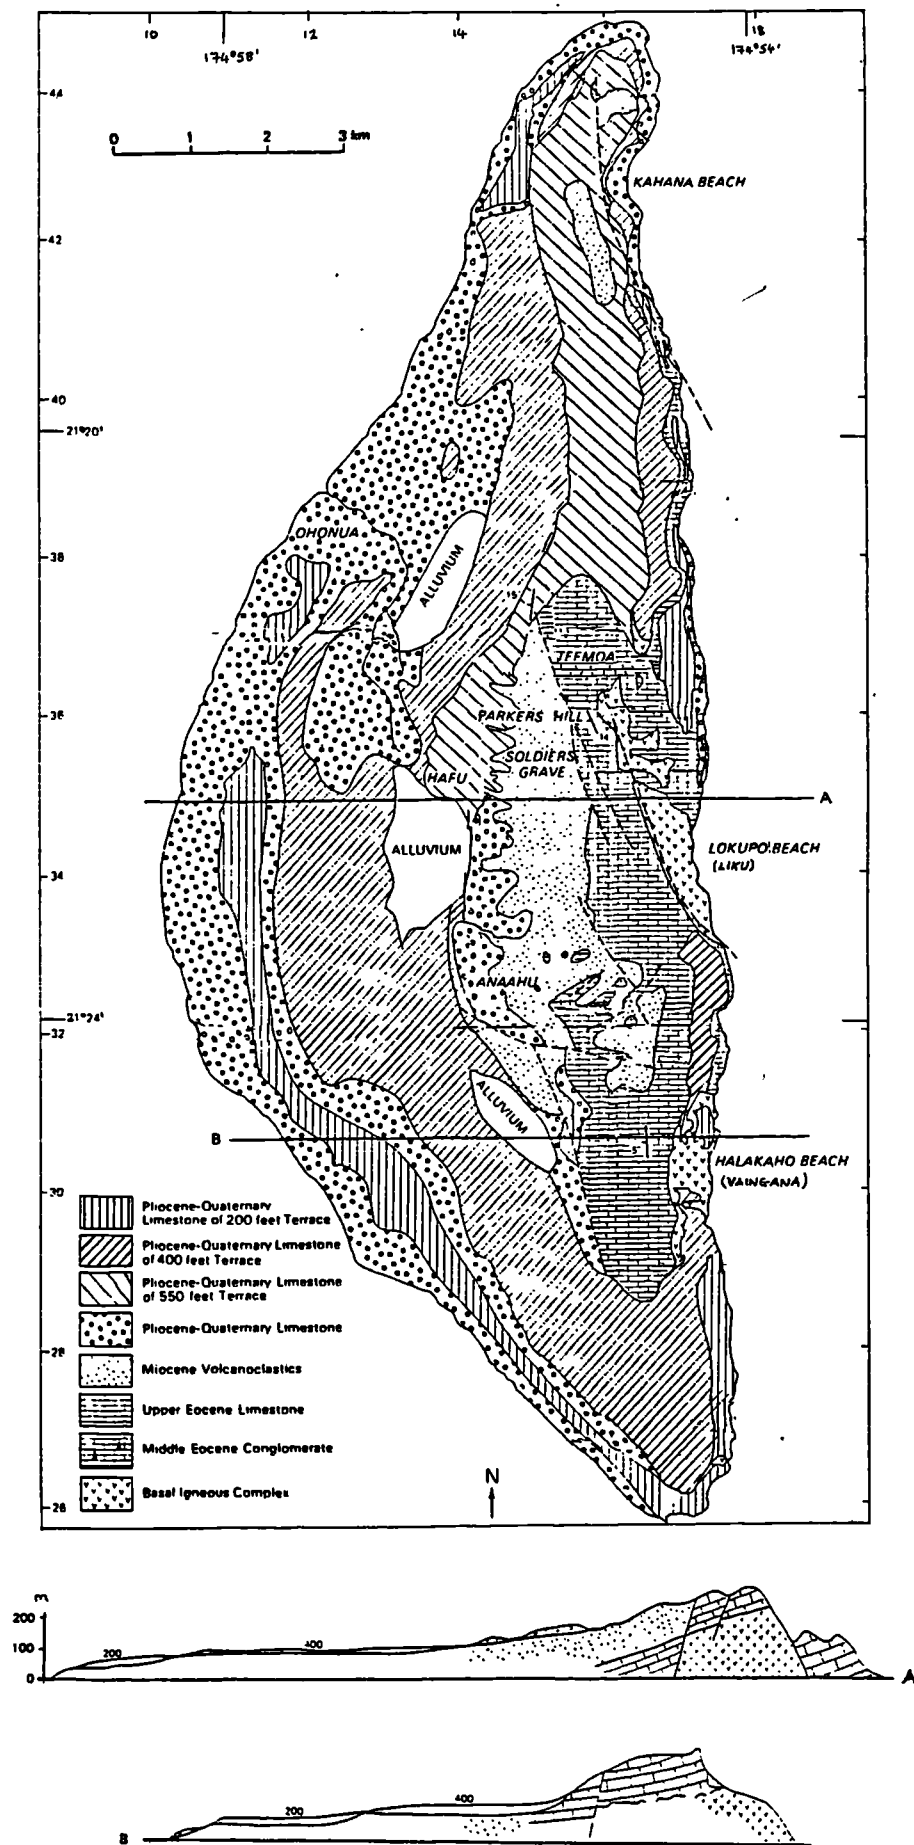 10
12
14
18
174°58'
174°54'
44
0 1 2 3 km
KAHANA BEACH
42
40
21°20'
OHONUA
38
ALLUVIUM
15
TEEMOA
36
PARKERS HILL
SOLDIERS
GRAVE
HAFU
A
ALLUVIUM
LOKUPO BEACH
(LIKU)
34
ANAAHU
21°24'
32
ALLUVIUM
B
5
HALAKAHO BEACH
(VAINGANA)
30
Pliocene-Quaternary
Limestone of 200 feet Terrace
Pliocene-Quaternary Limestone
of 400 feet Terrace
Pliocene-Quaternary Limestone
of 550 feet Terrace
Pliocene-Quaternary Limestone
28
Miocene Volcanoclastics
Upper Eocene Limestone
Middle Eocene Conglomerate
N
Basal Igneous Complex
26
m
200
100
0
200
400
A
200
400
B